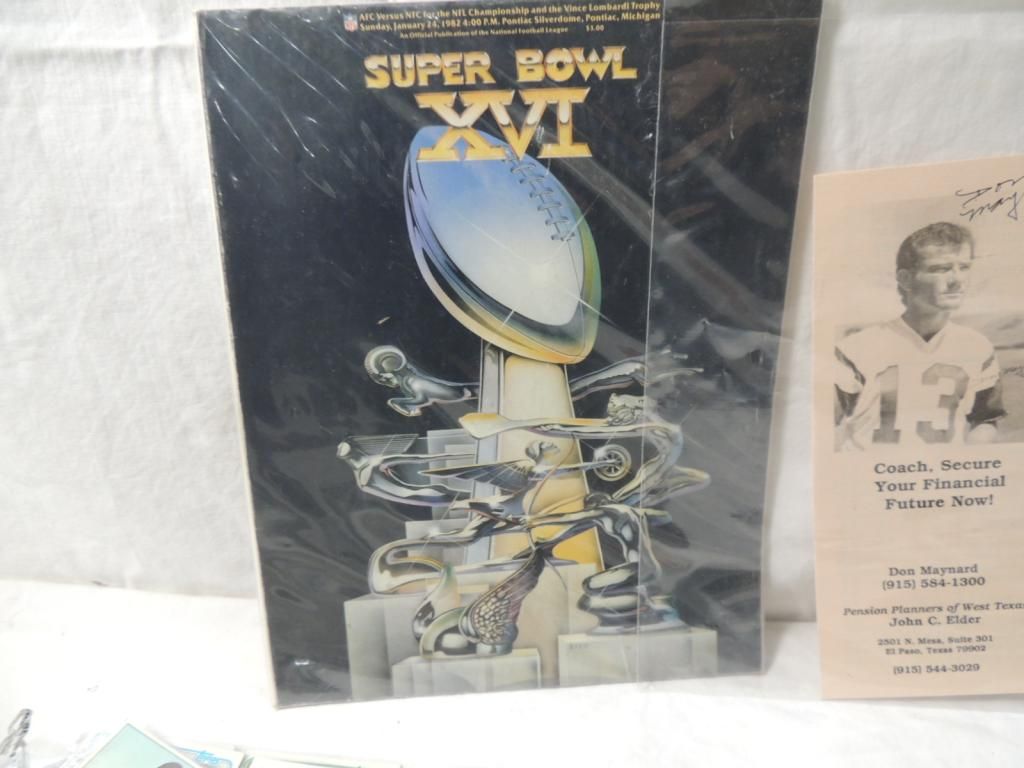 AFC Versus NFC for the NFL Championship and the Vince Lombardi Trophy
Sunday, January 24, 1982 4:00 P.M. Pontiac Silverdome, Pontiac, Michigan
An Official Publication of the National Football League $3.00
SUPER BOWL
XVI
Don
13
Coach, Secure
Your Financial
Future Now!
Don Maynard
(915) 584-1300
Pension Planners of West Texas
John C. Elder
2501 N. Mesa, Suite 301
El Paso, Texas 79902
(915) 544-3029
Topps